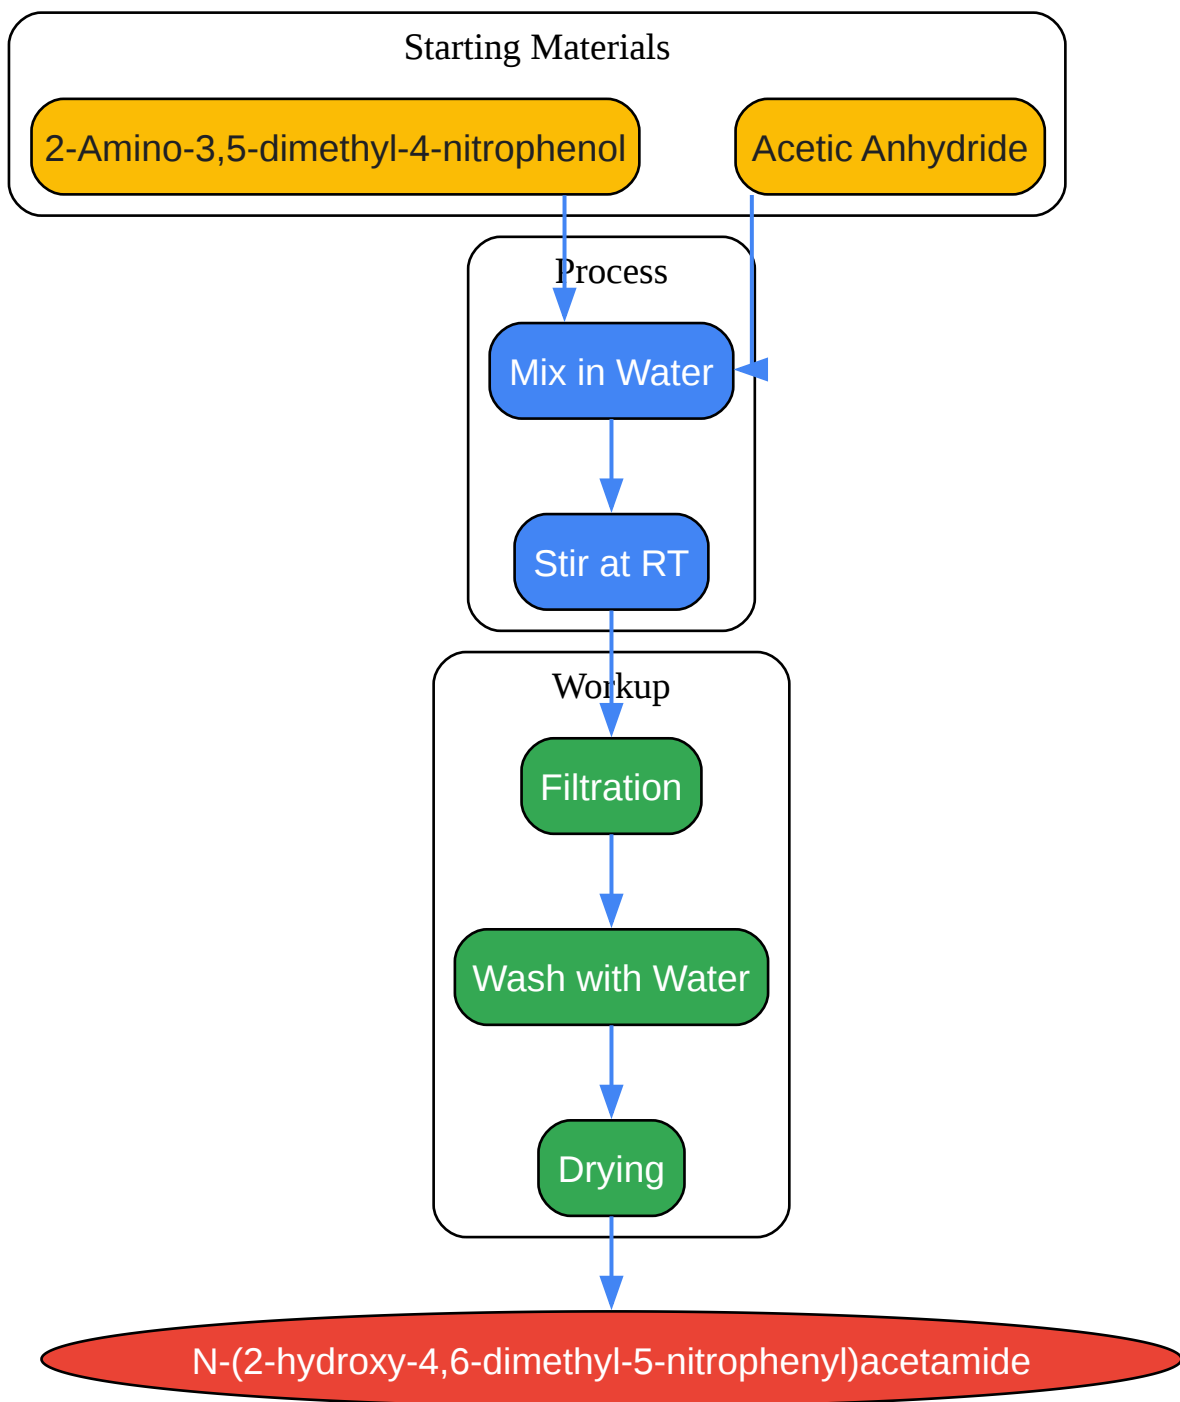 Starting Materials
2-Amino-3,5-dimethyl-4-nitrophenol
Acetic Anhydride
Process
Mix in Water
Stir at RT
Workup
Filtration
Wash with Water
Drying
N-(2-hydroxy-4,6-dimethyl-5-nitrophenyl)acetamide